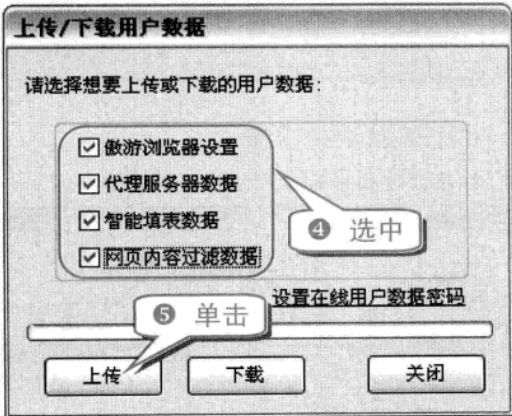 上传/下载用户数据
请选择想要上传或下载的用户数据:
傲游浏览器设置
代理服务器数据
智能填表数据
❹ 选中
网页内容过滤数据
设置在线用户数据密码
❺ 单击
上传 下载 关闭